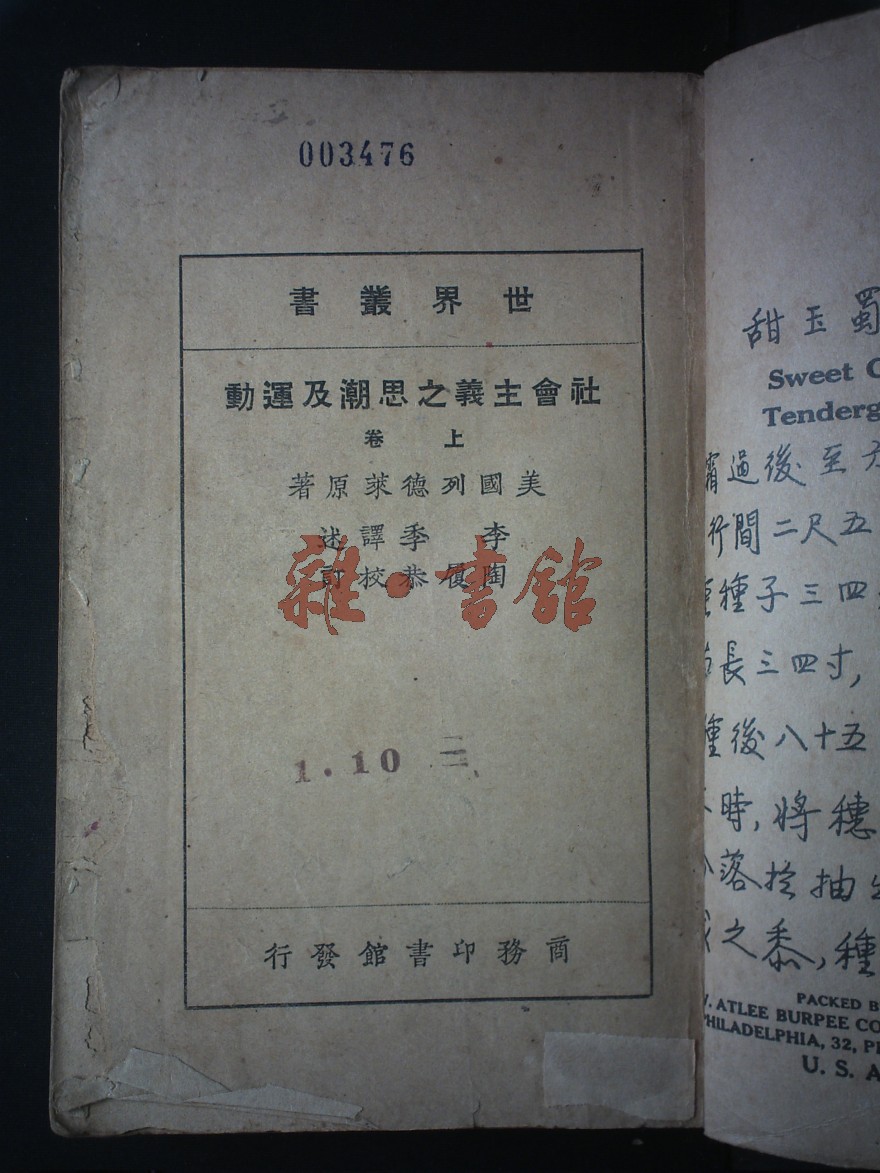 003476
世界叢書
社會主義之思潮及運動
上卷
美國列德萊原著
李季譯述
陶履恭校訂
雜·書館
1.10 二
商務印書館發行
甜玉蜀
Sweet
Tenderg
霜過後至
行間二尺五
種子三四
長三四寸,
種後八十五
時,將穗
落於抽
之黍,種
PACKED
. ATLEE BURPEE CO
PHILADELPHIA, 32, P
U. S. A